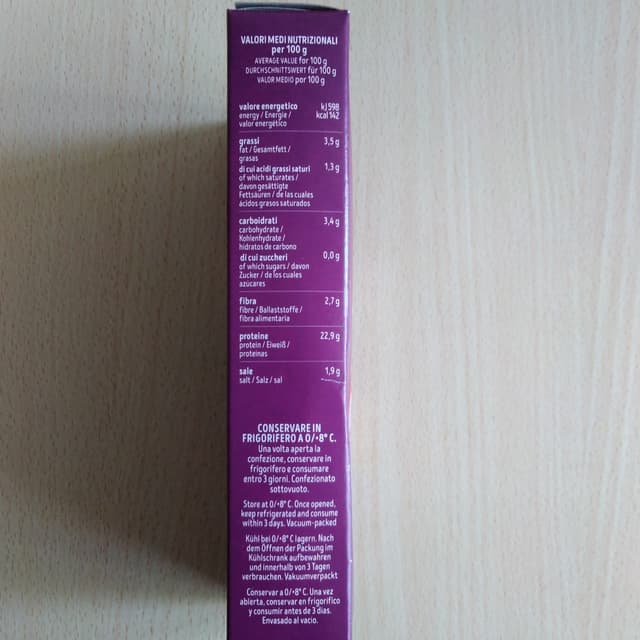 VALORI MEDI NUTRIZIONALI
per 100 g
AVERAGE VALUE for 100 g
DURCHSCHNITTSWERT für 100 g
VALOR MEDIO por 100 g
valore energetico kJ 598
energy / Energie / kcal 142
valor energético
grassi 3,5 g
fat / Gesamtfett /
grasas
di cui acidi grassi saturi 1,3 g
of which saturates /
davon gesättigte
Fettsäuren / de las cuales
ácidos grasos saturados
carboidrati 3,4 g
carbohydrate /
Kohlenhydrate /
hidratos de carbono
di cui zuccheri 0,0 g
of which sugars / davon
Zucker / de los cuales
azúcares
fibra 2,7 g
fibre / Ballaststoffe /
fibra alimentaria
proteine 22,9 g
protein / Eiweiß /
proteinas
sale 1,9 g
salt / Salz / sal
CONSERVARE IN
FRIGORIFERO A 0/+8° C.
Una volta aperta la
confezione, conservare in
frigorifero e consumare
entro 3 giorni. Confezionato
sottovuoto.
Store at 0/+8° C. Once opened,
keep refrigerated and consume
within 3 days. Vacuum-packed
Kühl bei 0/+8° C lagern. Nach
dem Öffnen der Packung im
Kühlschrank aufbewahren
und innerhalb von 3 Tagen
verbrauchen. Vakuumverpackt
Conservar a 0/+8° C. Una vez
abierta, conservar en frigorífico
y consumir antes de 3 días.
Envasado al vacio.